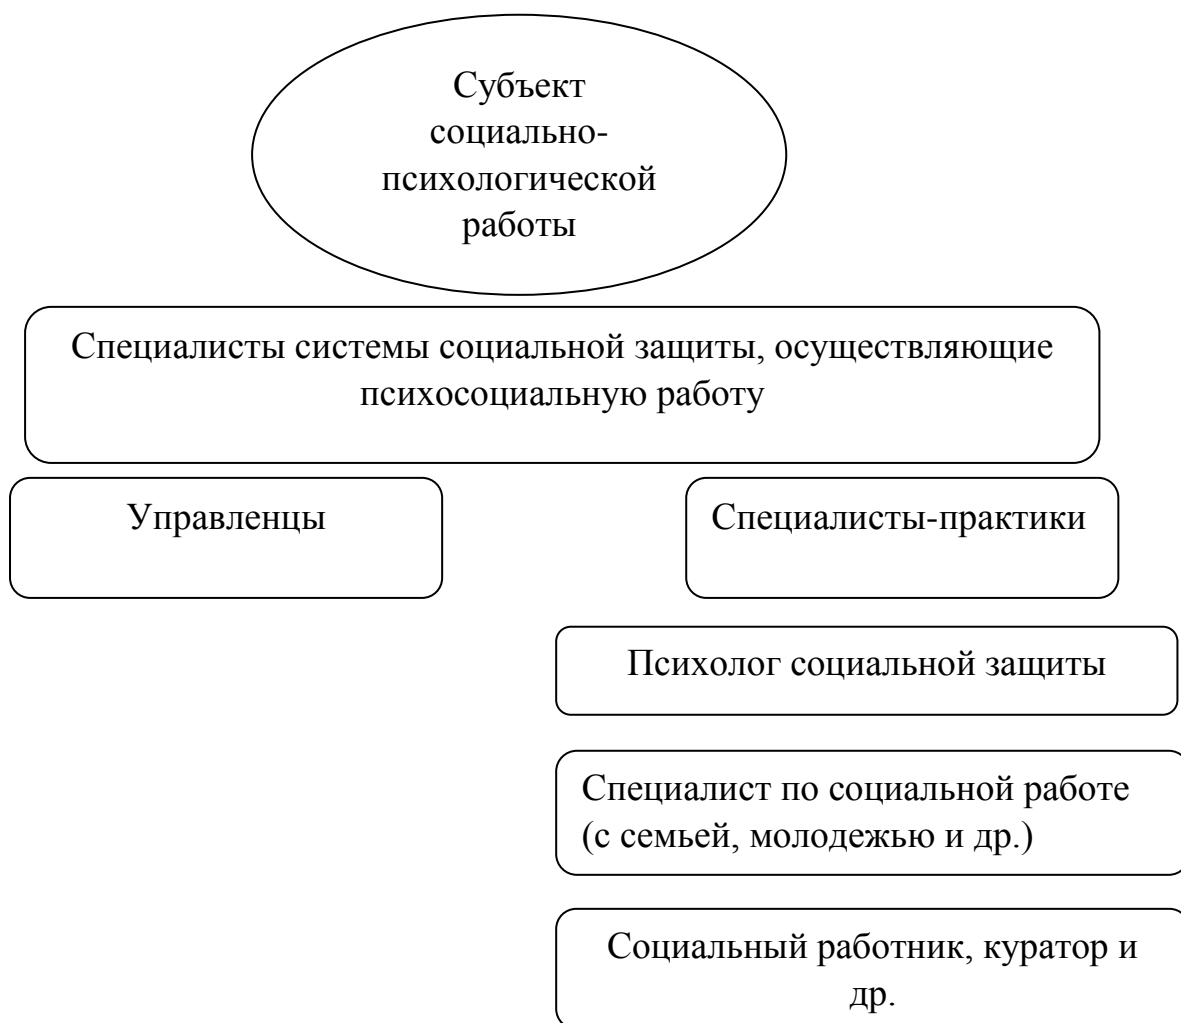 Субъект
социально-
психологической
работы
Специалисты системы социальной защиты, осуществляющие
психосоциальную работу
Управленцы
Специалисты-практики
Психолог социальной защиты
Специалист по социальной работе
(с семьей, молодежью и др.)
Социальный работник, куратор и
др.